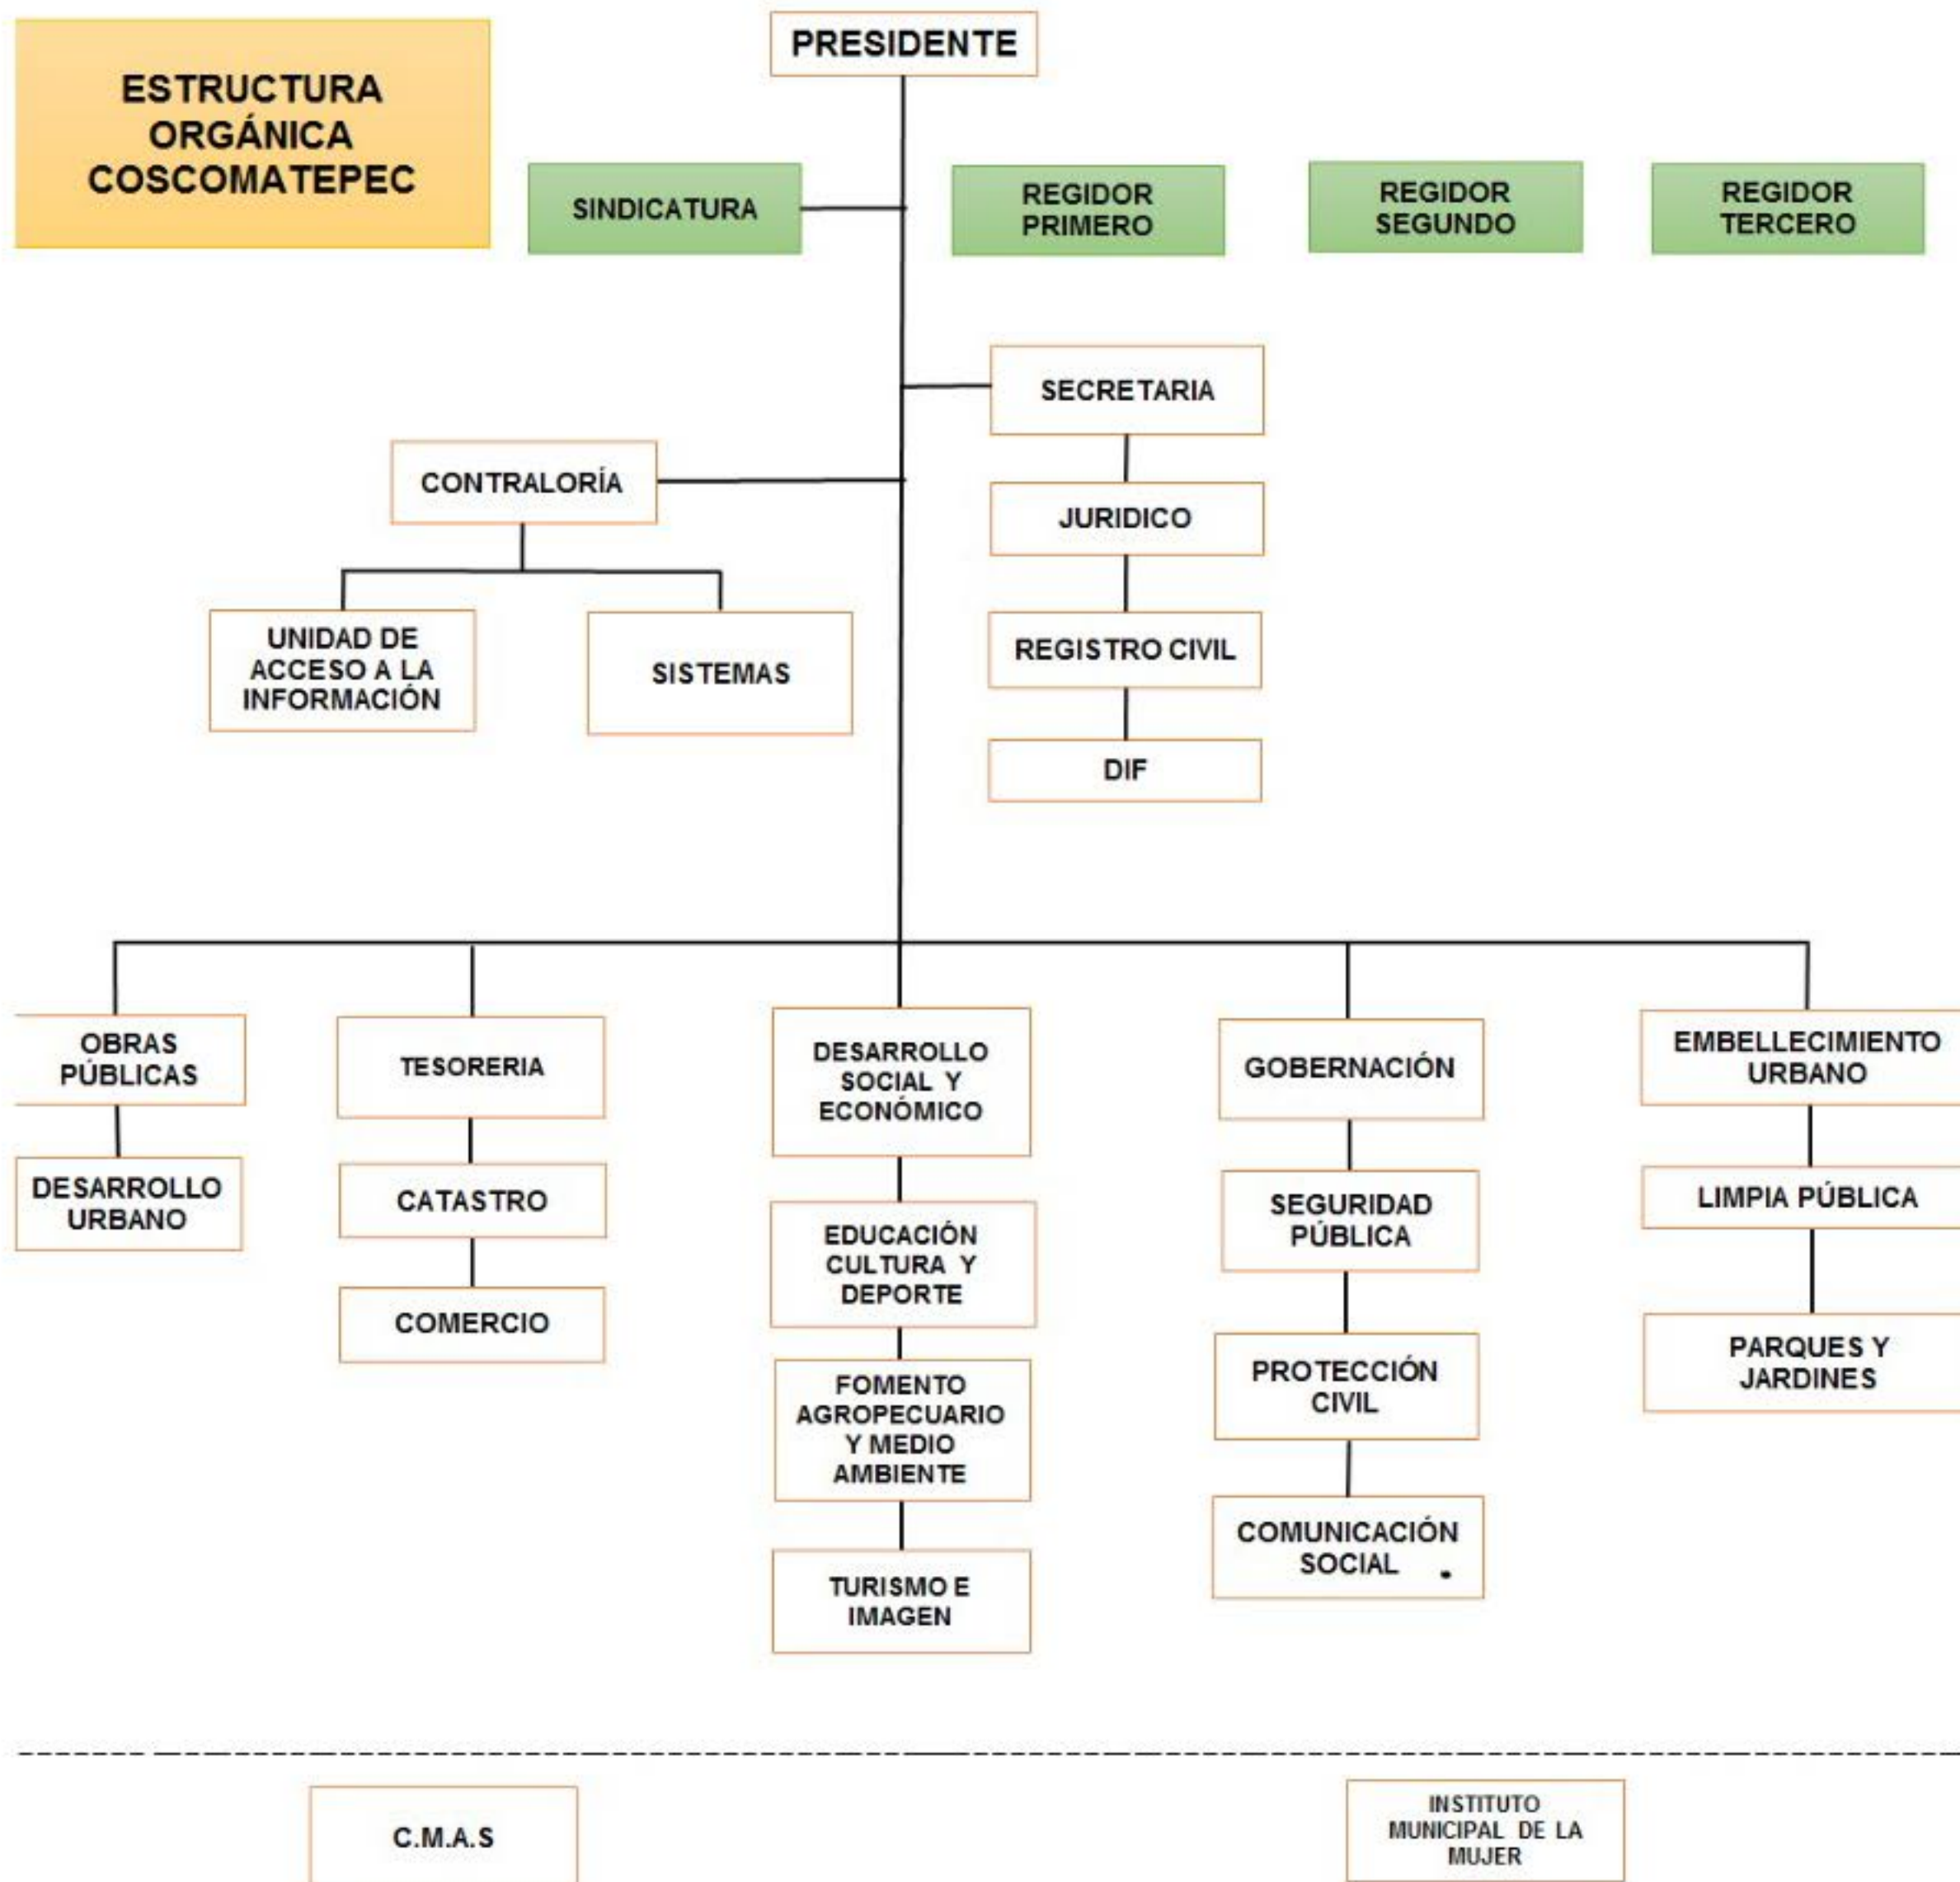 PRESIDENTE
ESTRUCTURA
ORGÁNICA
COSCOMATEPEC
SINDICATURA
REGIDOR
PRIMERO
REGIDOR
SEGUNDO
REGIDOR
TERCERO
SECRETARIA
CONTRALORÍA
JURIDICO
UNIDAD DE
ACCESO A LA
INFORMACIÓN
SISTEMAS
REGISTRO CIVIL
DIF
OBRAS
PÚBLICAS
TESORERIA
DESARROLLO
SOCIAL Y
ECONÓMICO
GOBERNACIÓN
EMBELLECIMIENTO
URBANO
DESARROLLO
URBANO
CATASTRO
EDUCACIÓN
CULTURA Y
DEPORTE
SEGURIDAD
PÚBLICA
LIMPIA PÚBLICA
COMERCIO
FOMENTO
AGROPECUARIO
Y MEDIO
AMBIENTE
PROTECCIÓN
CIVIL
PARQUES Y
JARDINES
TURISMO E
IMAGEN
COMUNICACIÓN
SOCIAL .
C.M.A.S
INSTITUTO
MUNICIPAL DE LA
MUJER